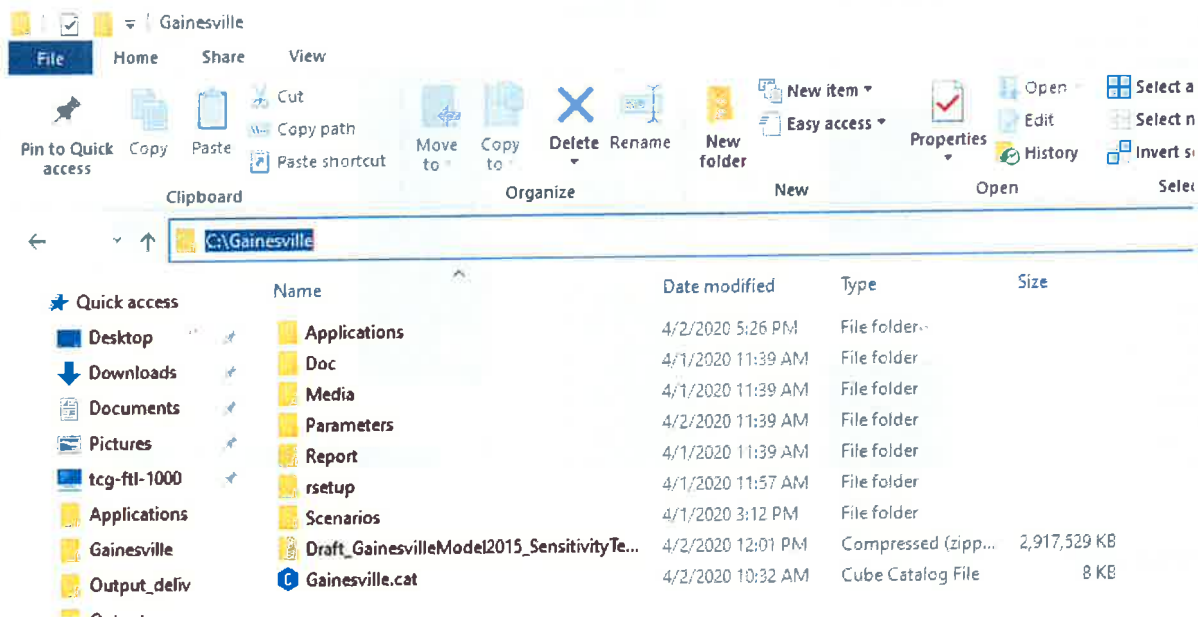 Gainesville
File Home Share View
Pin to Quick access
Copy
Paste
Cut
Copy path
Paste shortcut
Clipboard
Move to
Copy to
Delete
Rename
Organize
New folder
New item
Easy access
New
Properties
Open
Edit
History
Open
Select a
Select n
Invert s
Selec
C:\Gainesville
Name Date modified Type Size
Quick access
Desktop
Downloads
Documents
Pictures
tcg-ftl-1000
Applications
Gainesville
Output_deliv
Applications 4/2/2020 5:26 PM File folder
Doc 4/1/2020 11:39 AM File folder
Media 4/1/2020 11:39 AM File folder
Parameters 4/2/2020 11:39 AM File folder
Report 4/1/2020 11:39 AM File folder
rsetup 4/1/2020 11:57 AM File folder
Scenarios 4/1/2020 3:12 PM File folder
Draft_GainesvilleModel2015_SensitivityTe... 4/2/2020 12:01 PM Compressed (zipp... 2,917,529 KB
Gainesville.cat 4/2/2020 10:32 AM Cube Catalog File 8 KB